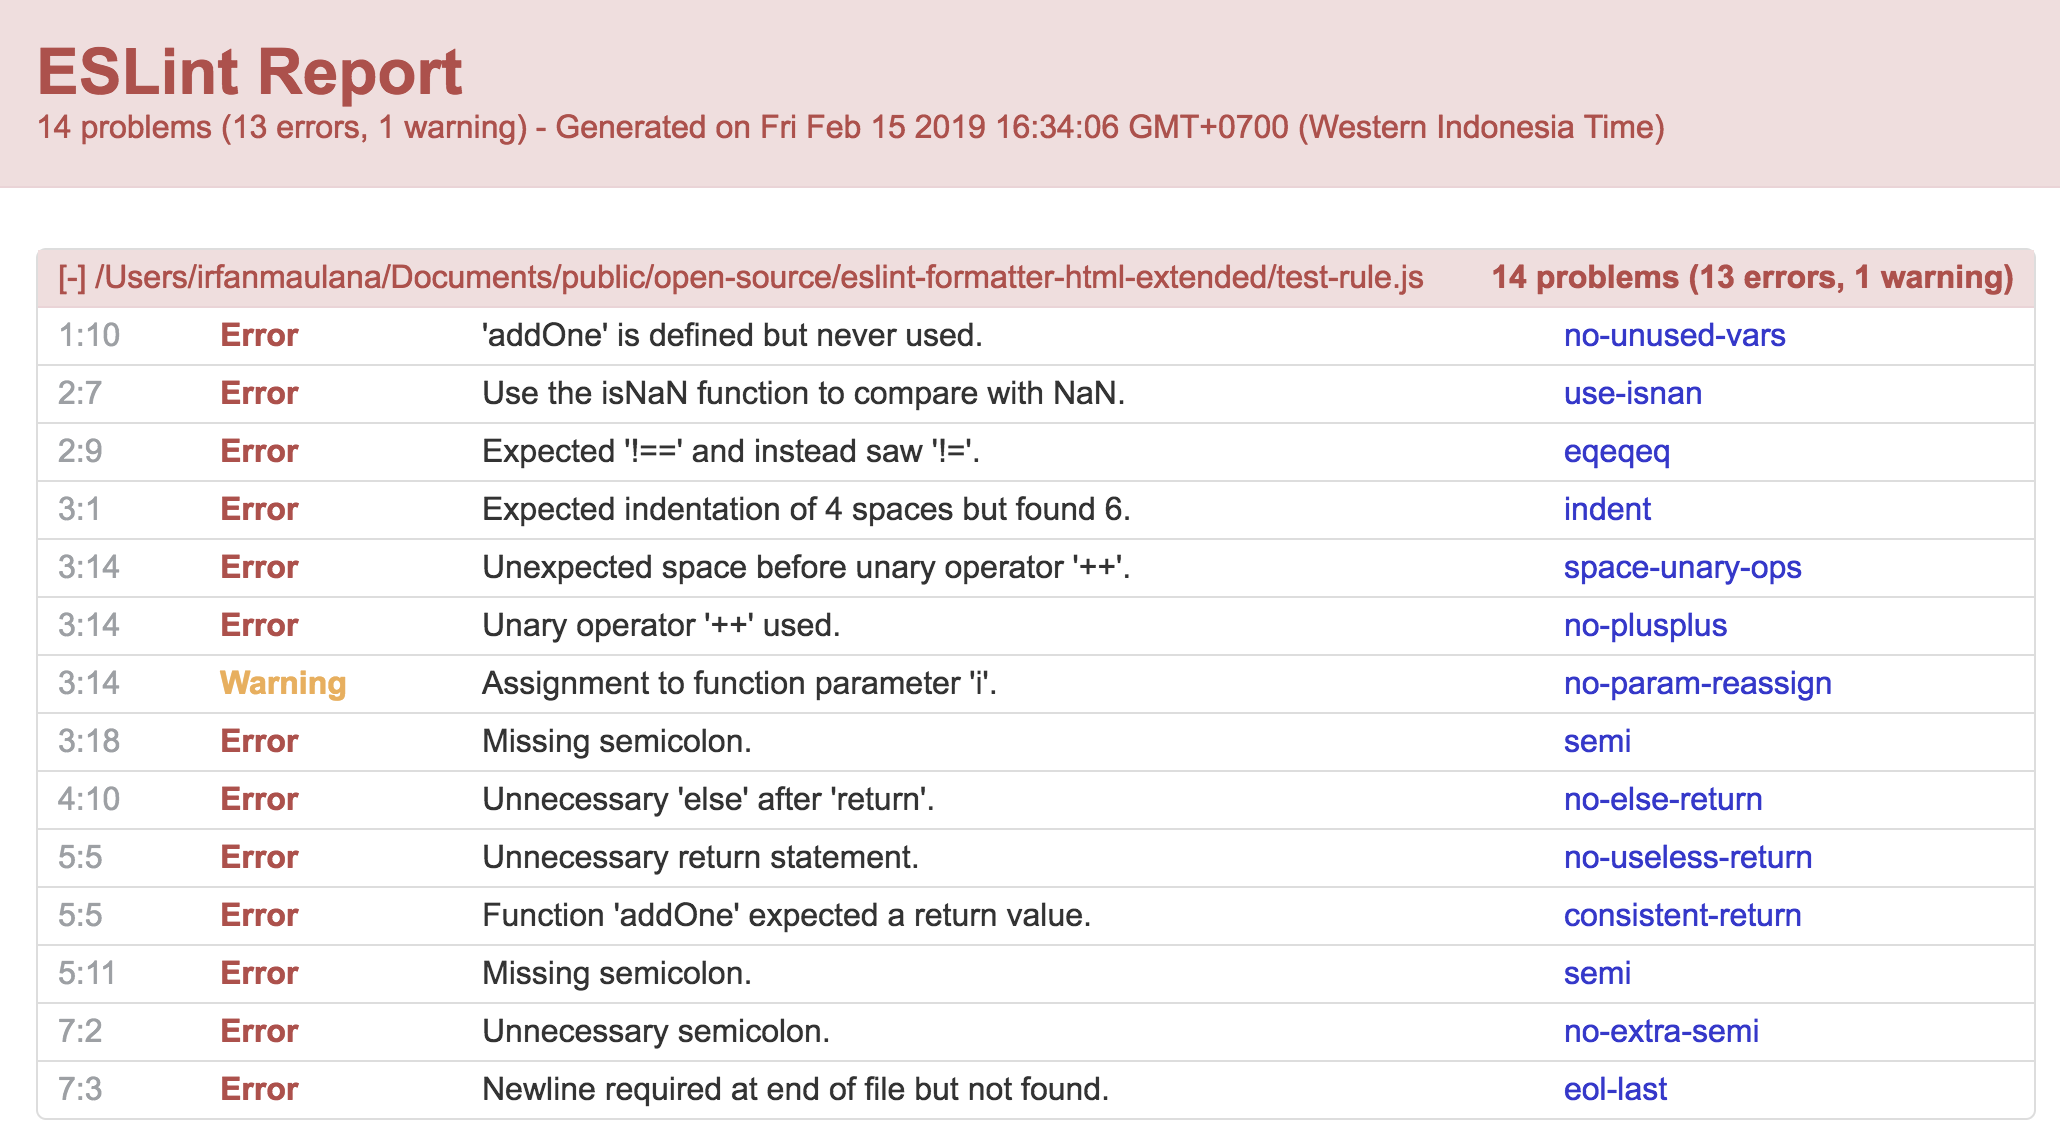 ESLint Report
14 problems (13 errors, 1 warning) - Generated on Fri Feb 15 2019 16:34:06 GMT+0700 (Western Indonesia Time)
[-] /Users/irfanmaulana/Documents/public/open-source/eslint-formatter-html-extended/test-rule.js 14 problems (13 errors, 1 warning)
1:10 Error 'addOne' is defined but never used. no-unused-vars
2:7 Error Use the isNaN function to compare with NaN. use-isnan
2:9 Error Expected '!==' and instead saw '!='. eqeqeq
3:1 Error Expected indentation of 4 spaces but found 6. indent
3:14 Error Unexpected space before unary operator '++'. space-unary-ops
3:14 Error Unary operator '++' used. no-plusplus
3:14 Warning Assignment to function parameter 'i'. no-param-reassign
3:18 Error Missing semicolon. semi
4:10 Error Unnecessary 'else' after 'return'. no-else-return
5:5 Error Unnecessary return statement. no-useless-return
5:5 Error Function 'addOne' expected a return value. consistent-return
5:11 Error Missing semicolon. semi
7:2 Error Unnecessary semicolon. no-extra-semi
7:3 Error Newline required at end of file but not found. eol-last